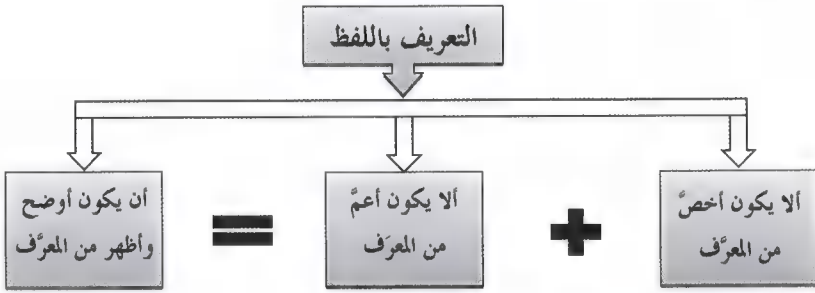 التعريف باللفظ
ألا يكون أخصَّ
من المعرَّف
+
ألا يكون أعمَّ
من المعرَف
=
أن يكون أوضح
وأظهر من المعرَّف